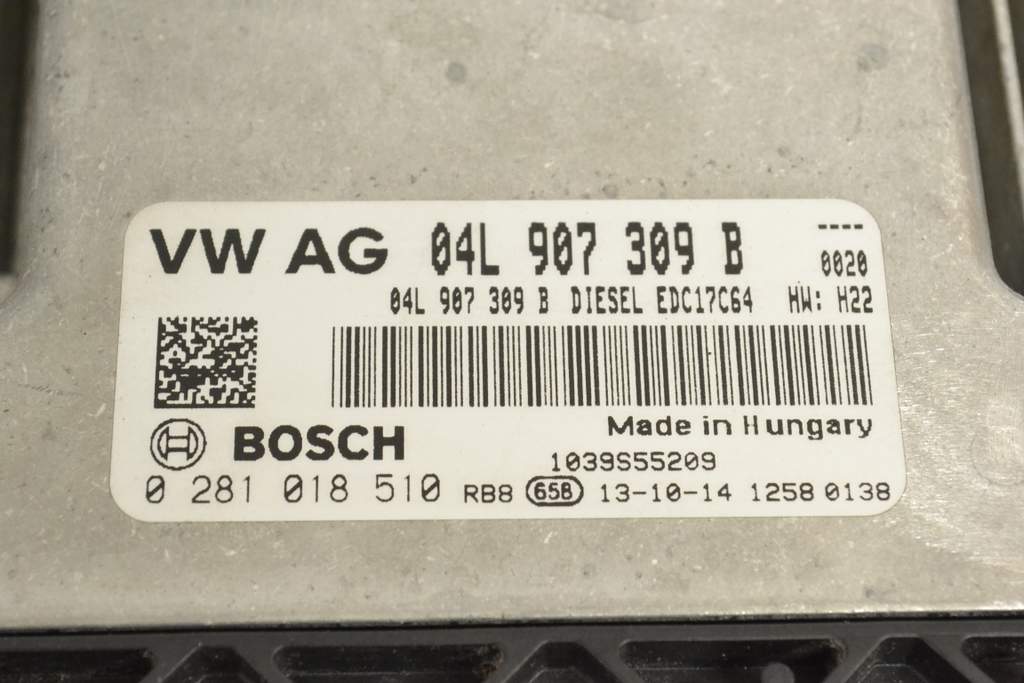 VW AG 04L 907 309 B ----
0020
04L 907 309 B DIESEL EDC17C64 HW: H22
Made in Hungary
BOSCH
1039S55209
0 281 018 510 RB8 65B 13-10-14 1258 0138